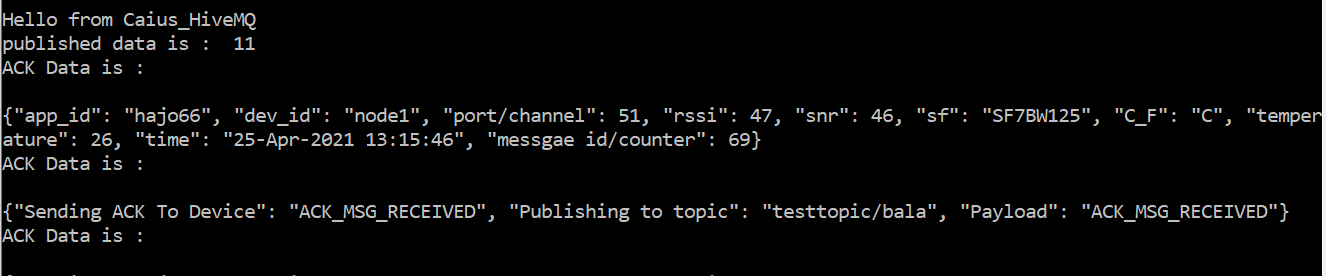 Hello from Caius_HiveMQ
published data is :  11
ACK Data is :
{"app_id": "hajo66", "dev_id": "node1", "port/channel": 51, "rssi": 47, "snr": 46, "sf": "SF7BW125", "C_F": "C", "temper
ature": 26, "time": "25-Apr-2021 13:15:46", "messgae id/counter": 69}
ACK Data is :
{"Sending ACK To Device": "ACK_MSG_RECEIVED", "Publishing to topic": "testtopic/bala", "Payload": "ACK_MSG_RECEIVED"}
ACK Data is :